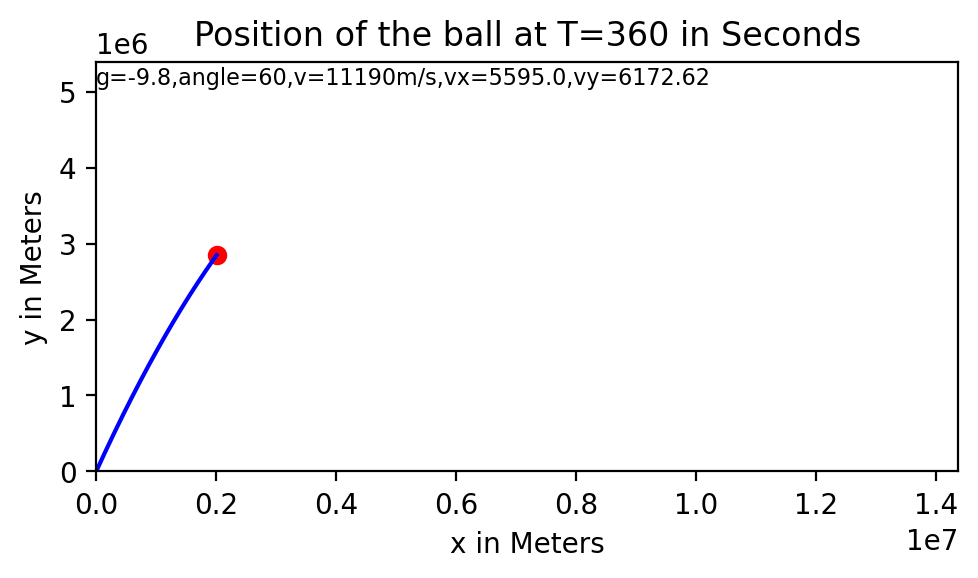 Position of the ball at T=360 in Seconds
1e6
g=-9.8,angle=60,v=11190m/s,vx=5595.0,vy=6172.62
5
4
3
2
1
0
y in Meters
0.0 0.2 0.4 0.6 0.8 1.0 1.2 1.4
x in Meters
1e7